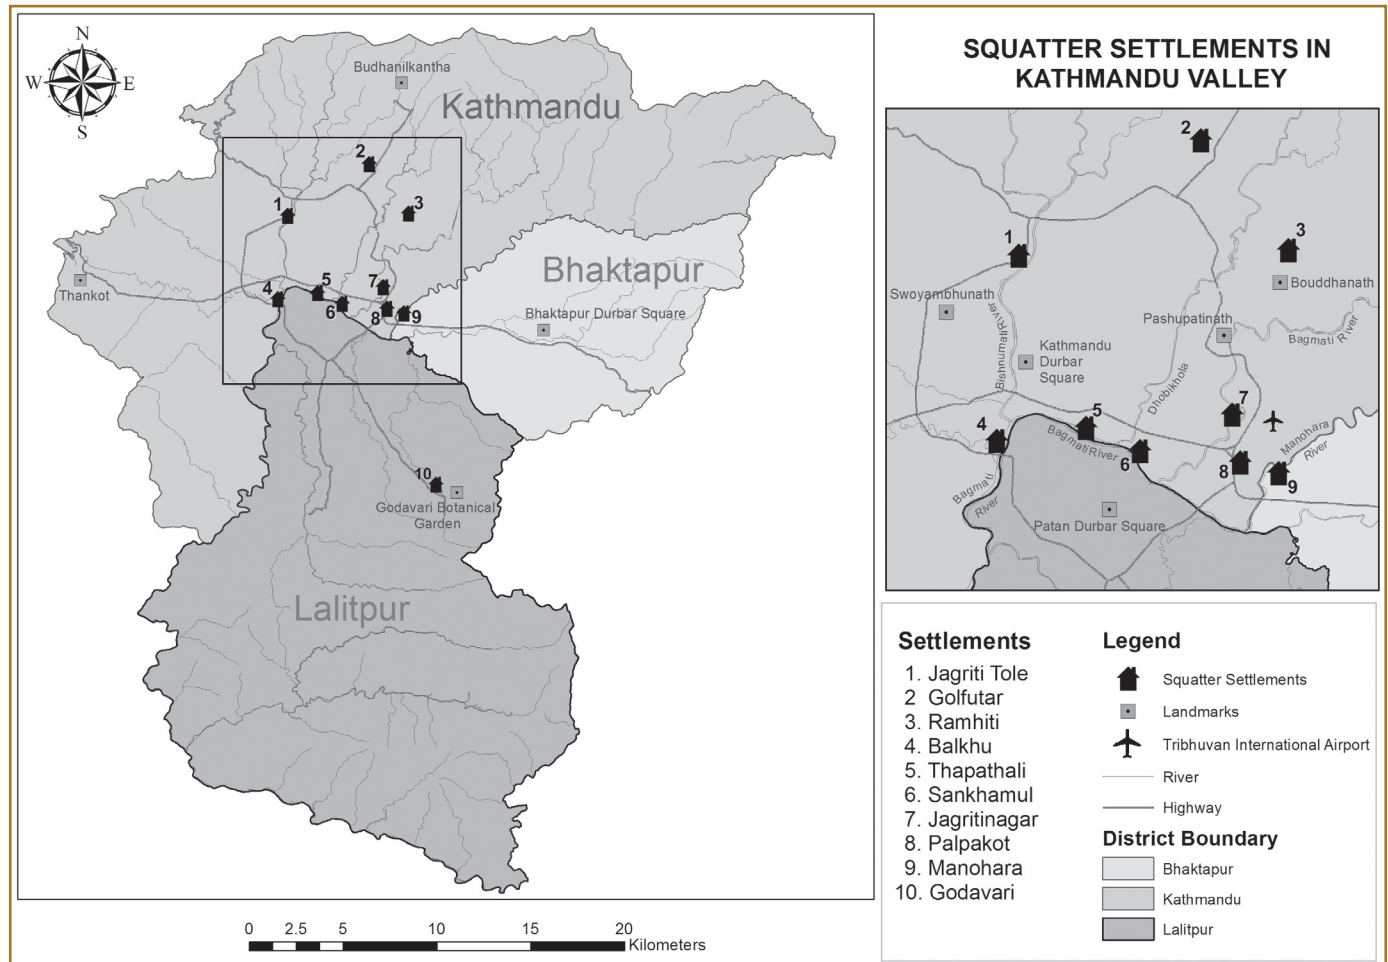 N
W
E
S
Budhanilkantha
Kathmandu
2
1
3
Bhaktapur
Thankot
4
5
6
7
8
9
Bhaktapur Durbar Square
10
Godavari Botanical
Garden
Lalitpur
0 2.5 5 10 15 20
Kilometers
SQUATTER SETTLEMENTS IN
KATHMANDU VALLEY
2
1
3
Bouddhanath
Swoyambhunath
Pashupatinath
Bagmati River
Bishnumati River
Kathmandu
Durbar
Square
Dhobikhola
7
4
5
Bagmati River
6
8
9
Manohara
River
Bagmati
River
Patan Durbar Square
Settlements
1. Jagriti Tole
2 Golfutar
3. Ramhiti
4. Balkhu
5. Thapathali
6. Sankhamul
7. Jagritinagar
8. Palpakot
9. Manohara
10. Godavari
Legend
Squatter Settlements
Landmarks
Tribhuvan International Airport
River
Highway
District Boundary
Bhaktapur
Kathmandu
Lalitpur